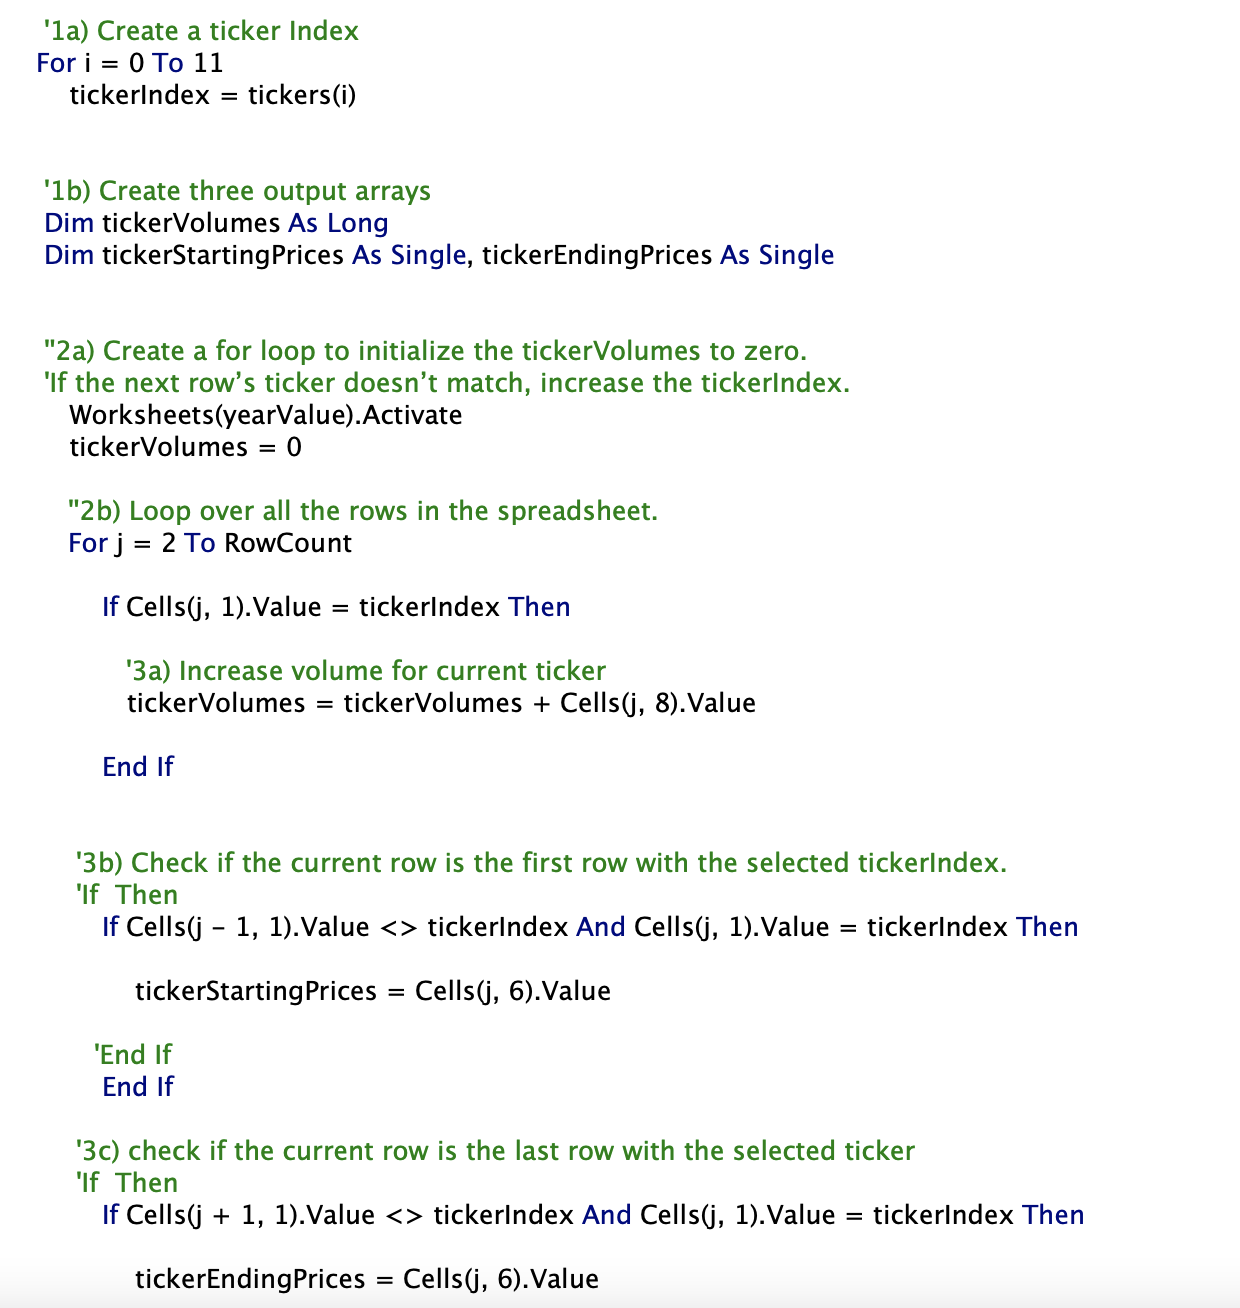 '1a) Create a ticker Index
For i = 0 To 11
tickerIndex = tickers(i)
'1b) Create three output arrays
Dim tickerVolumes As Long
Dim tickerStartingPrices As Single, tickerEndingPrices As Single
''2a) Create a for loop to initialize the tickerVolumes to zero.
'If the next row’s ticker doesn’t match, increase the tickerIndex.
Worksheets(yearValue).Activate
tickerVolumes = 0
''2b) Loop over all the rows in the spreadsheet.
For j = 2 To RowCount
If Cells(j, 1).Value = tickerIndex Then
'3a) Increase volume for current ticker
tickerVolumes = tickerVolumes + Cells(j, 8).Value
End If
'3b) Check if the current row is the first row with the selected tickerIndex.
'If  Then
If Cells(j - 1, 1).Value <> tickerIndex And Cells(j, 1).Value = tickerIndex Then
tickerStartingPrices = Cells(j, 6).Value
'End If
End If
'3c) check if the current row is the last row with the selected ticker
'If  Then
If Cells(j + 1, 1).Value <> tickerIndex And Cells(j, 1).Value = tickerIndex Then
tickerEndingPrices = Cells(j, 6).Value